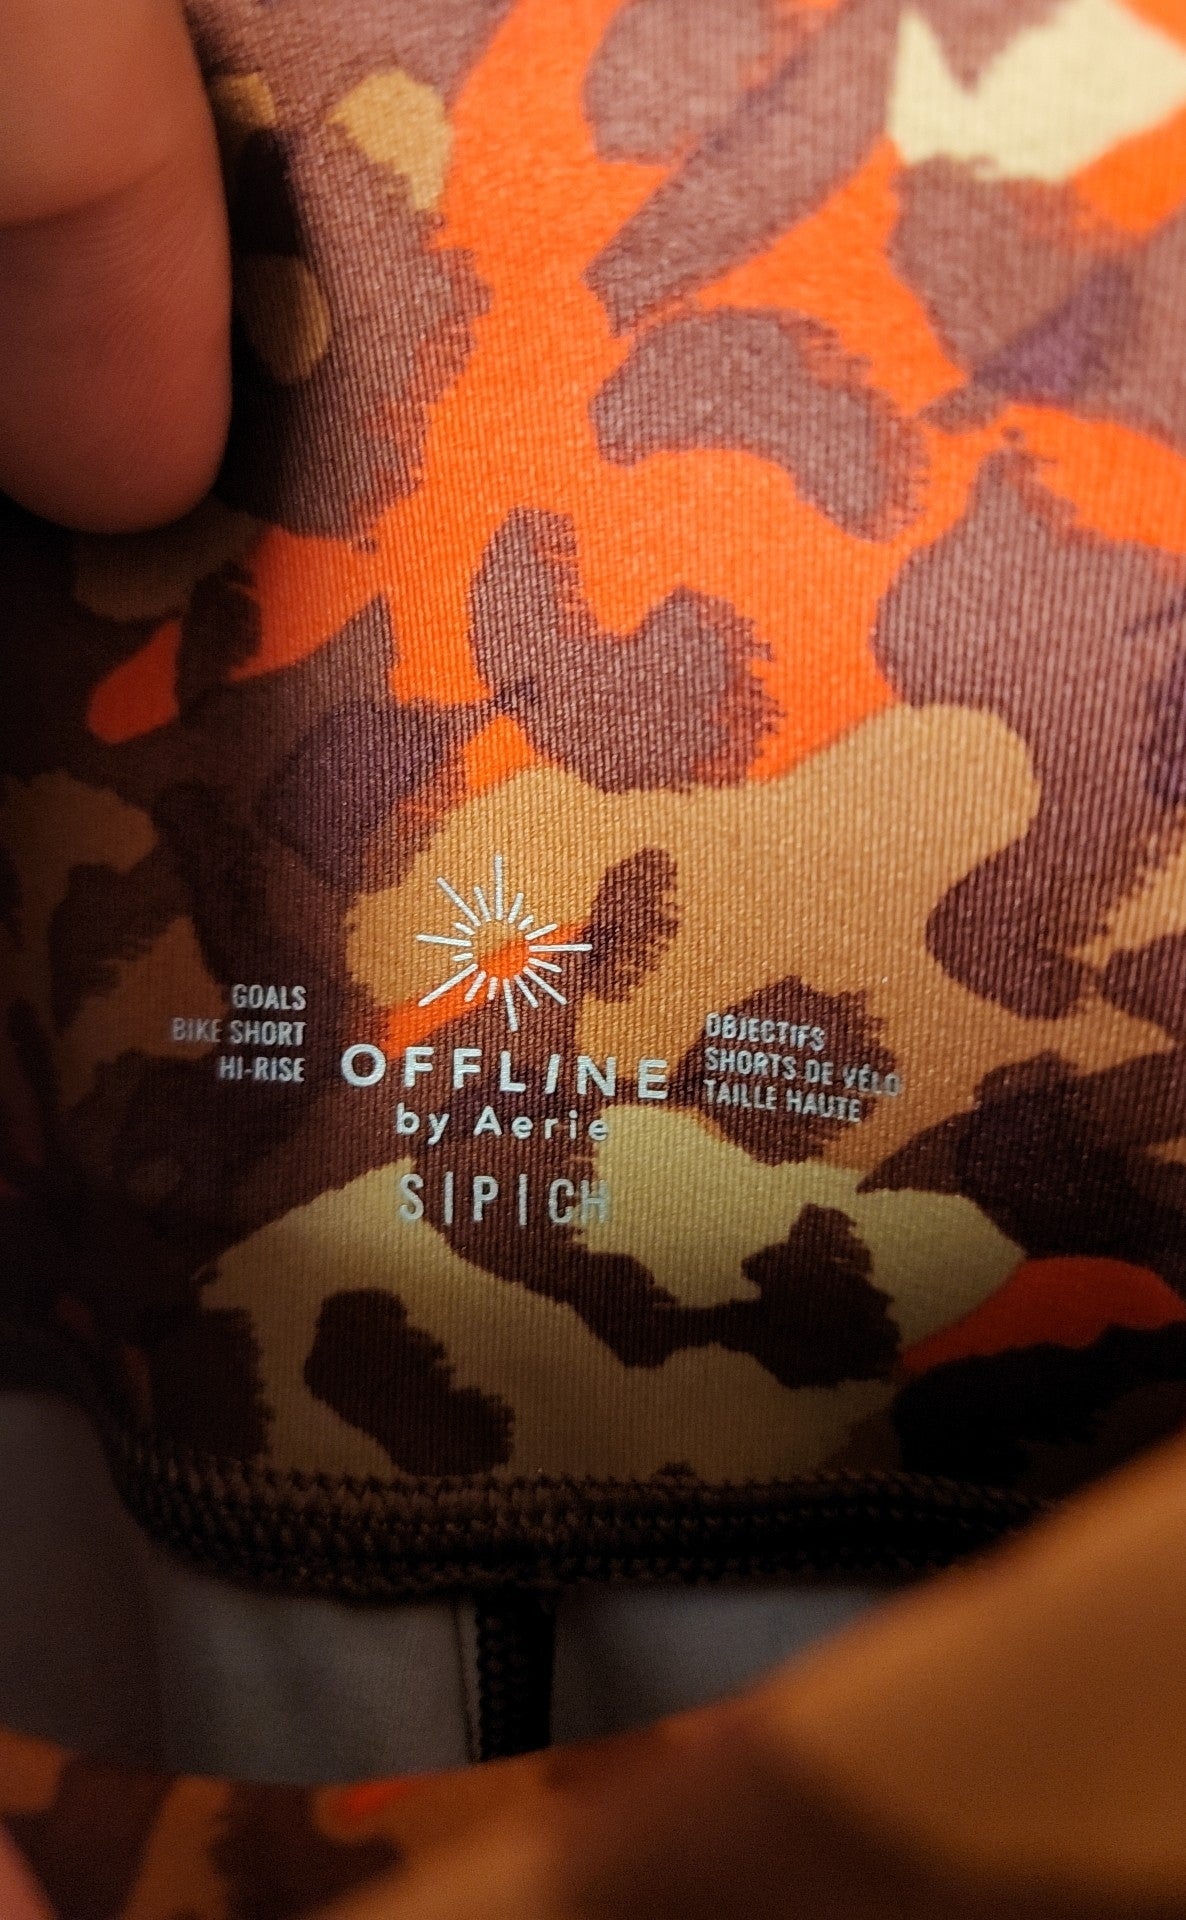 GOALS
BIKE SHORT
HI-RISE
OFFLINE
by Aerie
S|P|CH
OBJECTIFS
SHORTS DE VÉLO
TAILLE HAUTE